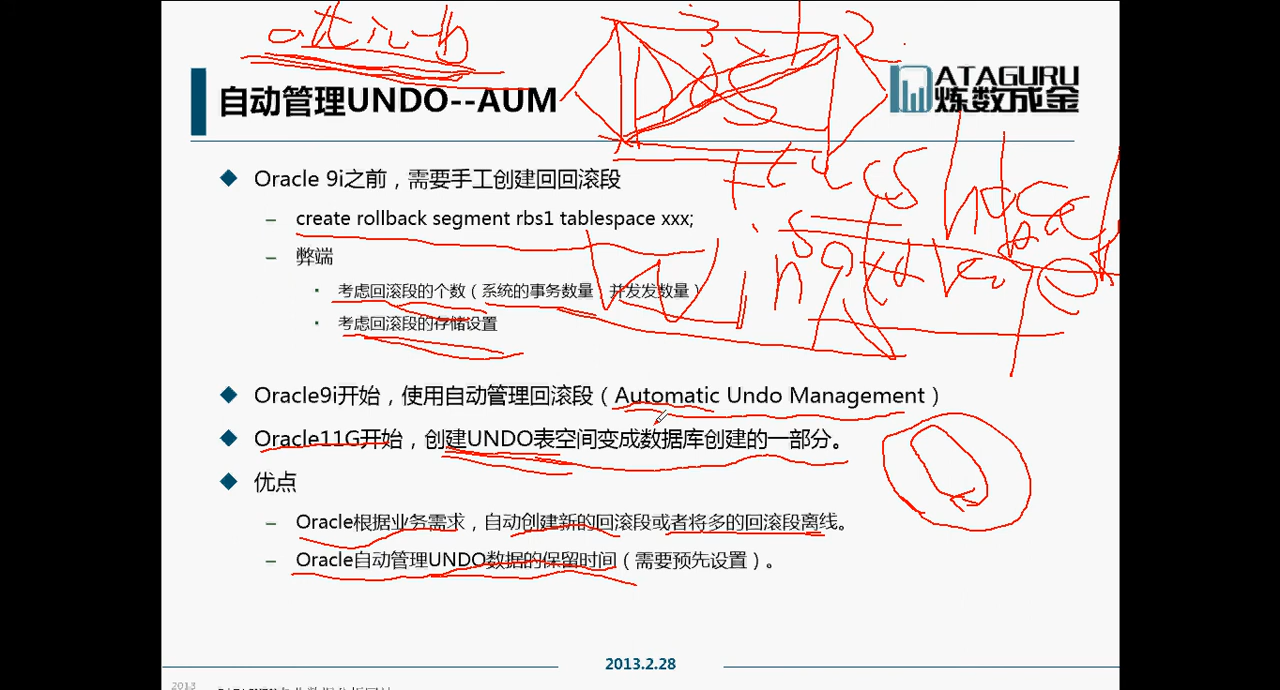 ATAGURU
炼数成金
自动管理UNDO--AUM
Oracle 9i之前，需要手工创建回回滚段
create rollback segment rbs1 tablespace xxx;
弊端
考虑回滚段的个数（系统的事务数量，并发发数量）
考虑回滚段的存储设置
Oracle9i开始，使用自动管理回滚段（Automatic Undo Management）
Oracle11G开始，创建UNDO表空间变成数据库创建的一部分。
优点
Oracle根据业务需求，自动创建新的回滚段或者将多的回滚段离线。
Oracle自动管理UNDO数据的保留时间（需要预先设置）。
2013.2.28
2013